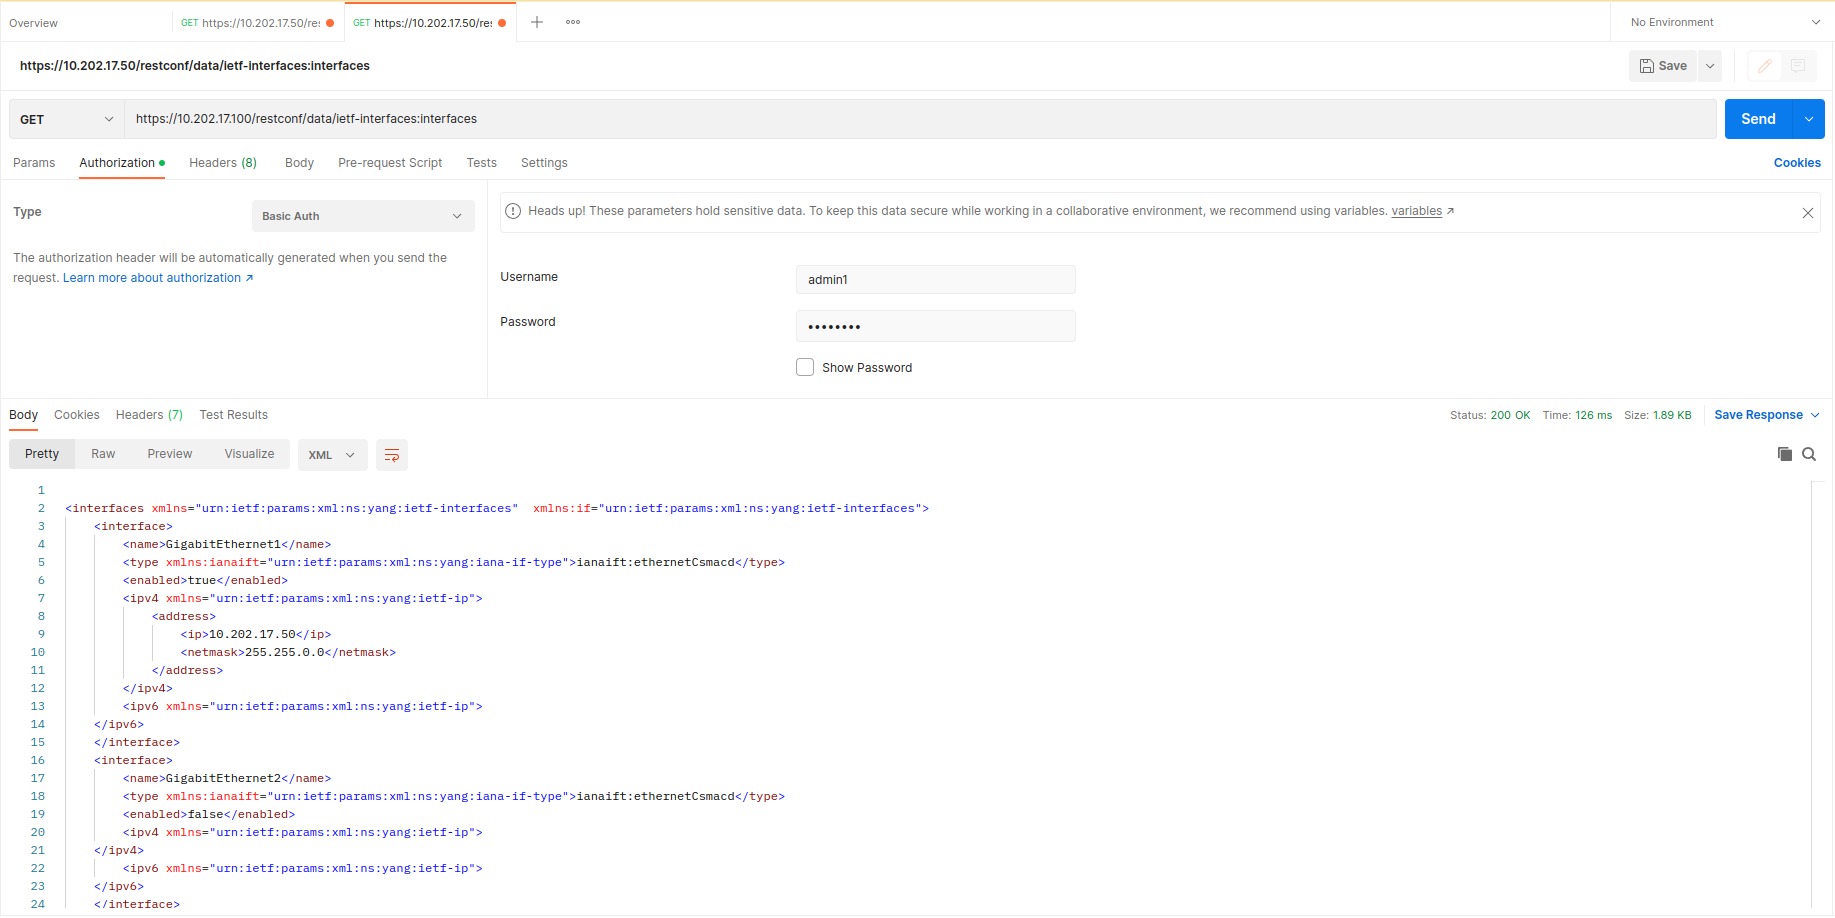 Overview
GET https://10.202.17.50/res
GET https://10.202.17.50/res
No Environment
https://10.202.17.50/restconf/data/ietf-interfaces:interfaces
Save
GET
https://10.202.17.100/restconf/data/ietf-interfaces:interfaces
Send
Params Authorization Headers (8) Body Pre-request Script Tests Settings
Cookies
Type
Basic Auth
The authorization header will be automatically generated when you send the
request. Learn more about authorization ↗
Heads up! These parameters hold sensitive data. To keep this data secure while working in a collaborative environment, we recommend using variables. variables ↗
Username
admin1
Password
••••••••
Show Password
Body Cookies Headers (7) Test Results
Status: 200 OK Time: 126 ms Size: 1.89 KB Save Response
Pretty Raw Preview Visualize XML
1
2 <interfaces xmlns="urn:ietf:params:xml:ns:yang:ietf-interfaces"  xmlns:if="urn:ietf:params:xml:ns:yang:ietf-interfaces">
3 <interface>
4 <name>GigabitEthernet1</name>
5 <type xmlns:ianaift="urn:ietf:params:xml:ns:yang:iana-if-type">ianaift:ethernetCsmacd</type>
6 <enabled>true</enabled>
7 <ipv4 xmlns="urn:ietf:params:xml:ns:yang:ietf-ip">
8 <address>
9 <ip>10.202.17.50</ip>
10 <netmask>255.255.0.0</netmask>
11 </address>
12 </ipv4>
13 <ipv6 xmlns="urn:ietf:params:xml:ns:yang:ietf-ip">
14 </ipv6>
15 </interface>
16 <interface>
17 <name>GigabitEthernet2</name>
18 <type xmlns:ianaift="urn:ietf:params:xml:ns:yang:iana-if-type">ianaift:ethernetCsmacd</type>
19 <enabled>false</enabled>
20 <ipv4 xmlns="urn:ietf:params:xml:ns:yang:ietf-ip">
21 </ipv4>
22 <ipv6 xmlns="urn:ietf:params:xml:ns:yang:ietf-ip">
23 </ipv6>
24 </interface>